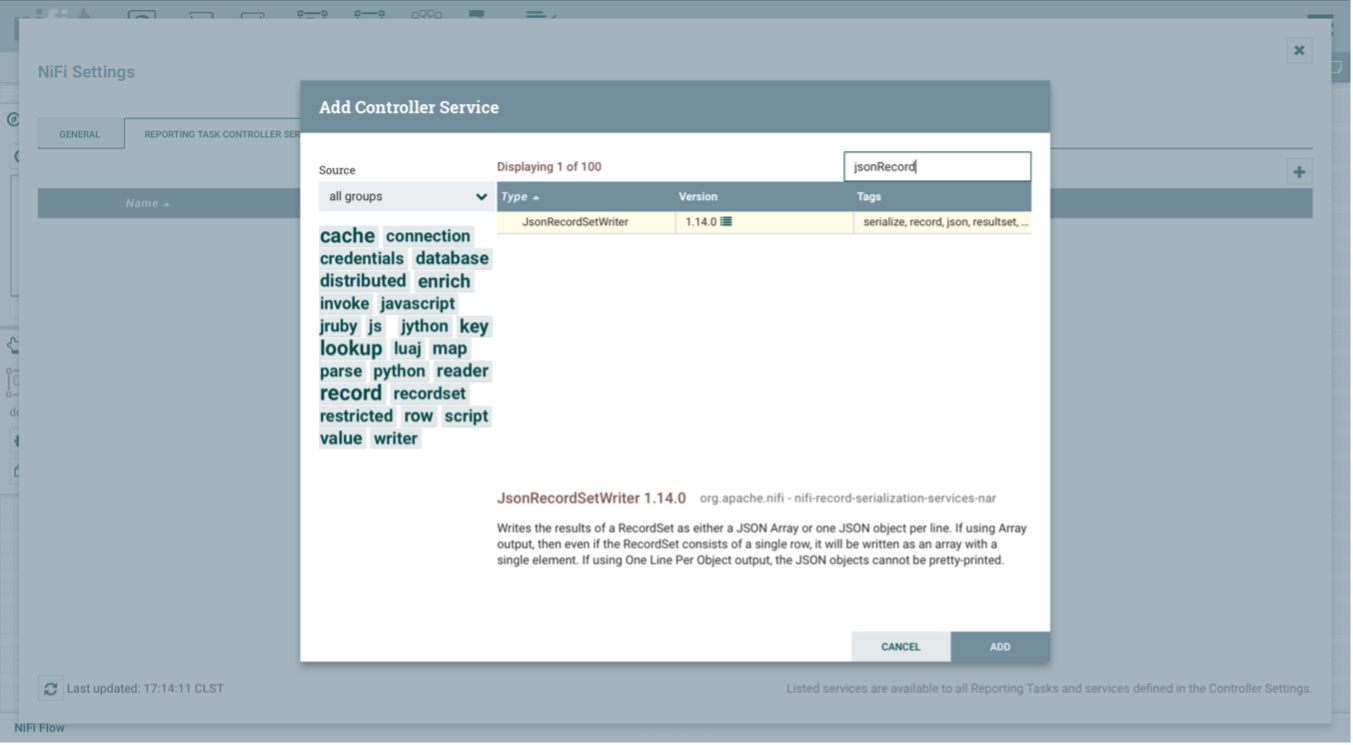 NiFi Settings
GENERAL
REPORTING TASK CONTROLLER SER
Name
Add Controller Service
Source
Displaying 1 of 100
jsonRecord
all groups
Type
Version
Tags
JsonRecordSetWriter
1.14.0
serialize, record, json, resultset, ...
cache connection
credentials database
distributed enrich
invoke javascript
jruby js jython key
lookup luaj map
parse python reader
record recordset
restricted row script
value writer
JsonRecordSetWriter 1.14.0 org.apache.nifi - nifi-record-serialization-services-nar
Writes the results of a RecordSet as either a JSON Array or one JSON object per line. If using Array
output, then even if the RecordSet consists of a single row, it will be written as an array with a
single element. If using One Line Per Object output, the JSON objects cannot be pretty-printed.
CANCEL
ADD
Last updated: 17:14:11 CLST
Listed services are available to all Reporting Tasks and services defined in the Controller Settings.
NiFi Flow